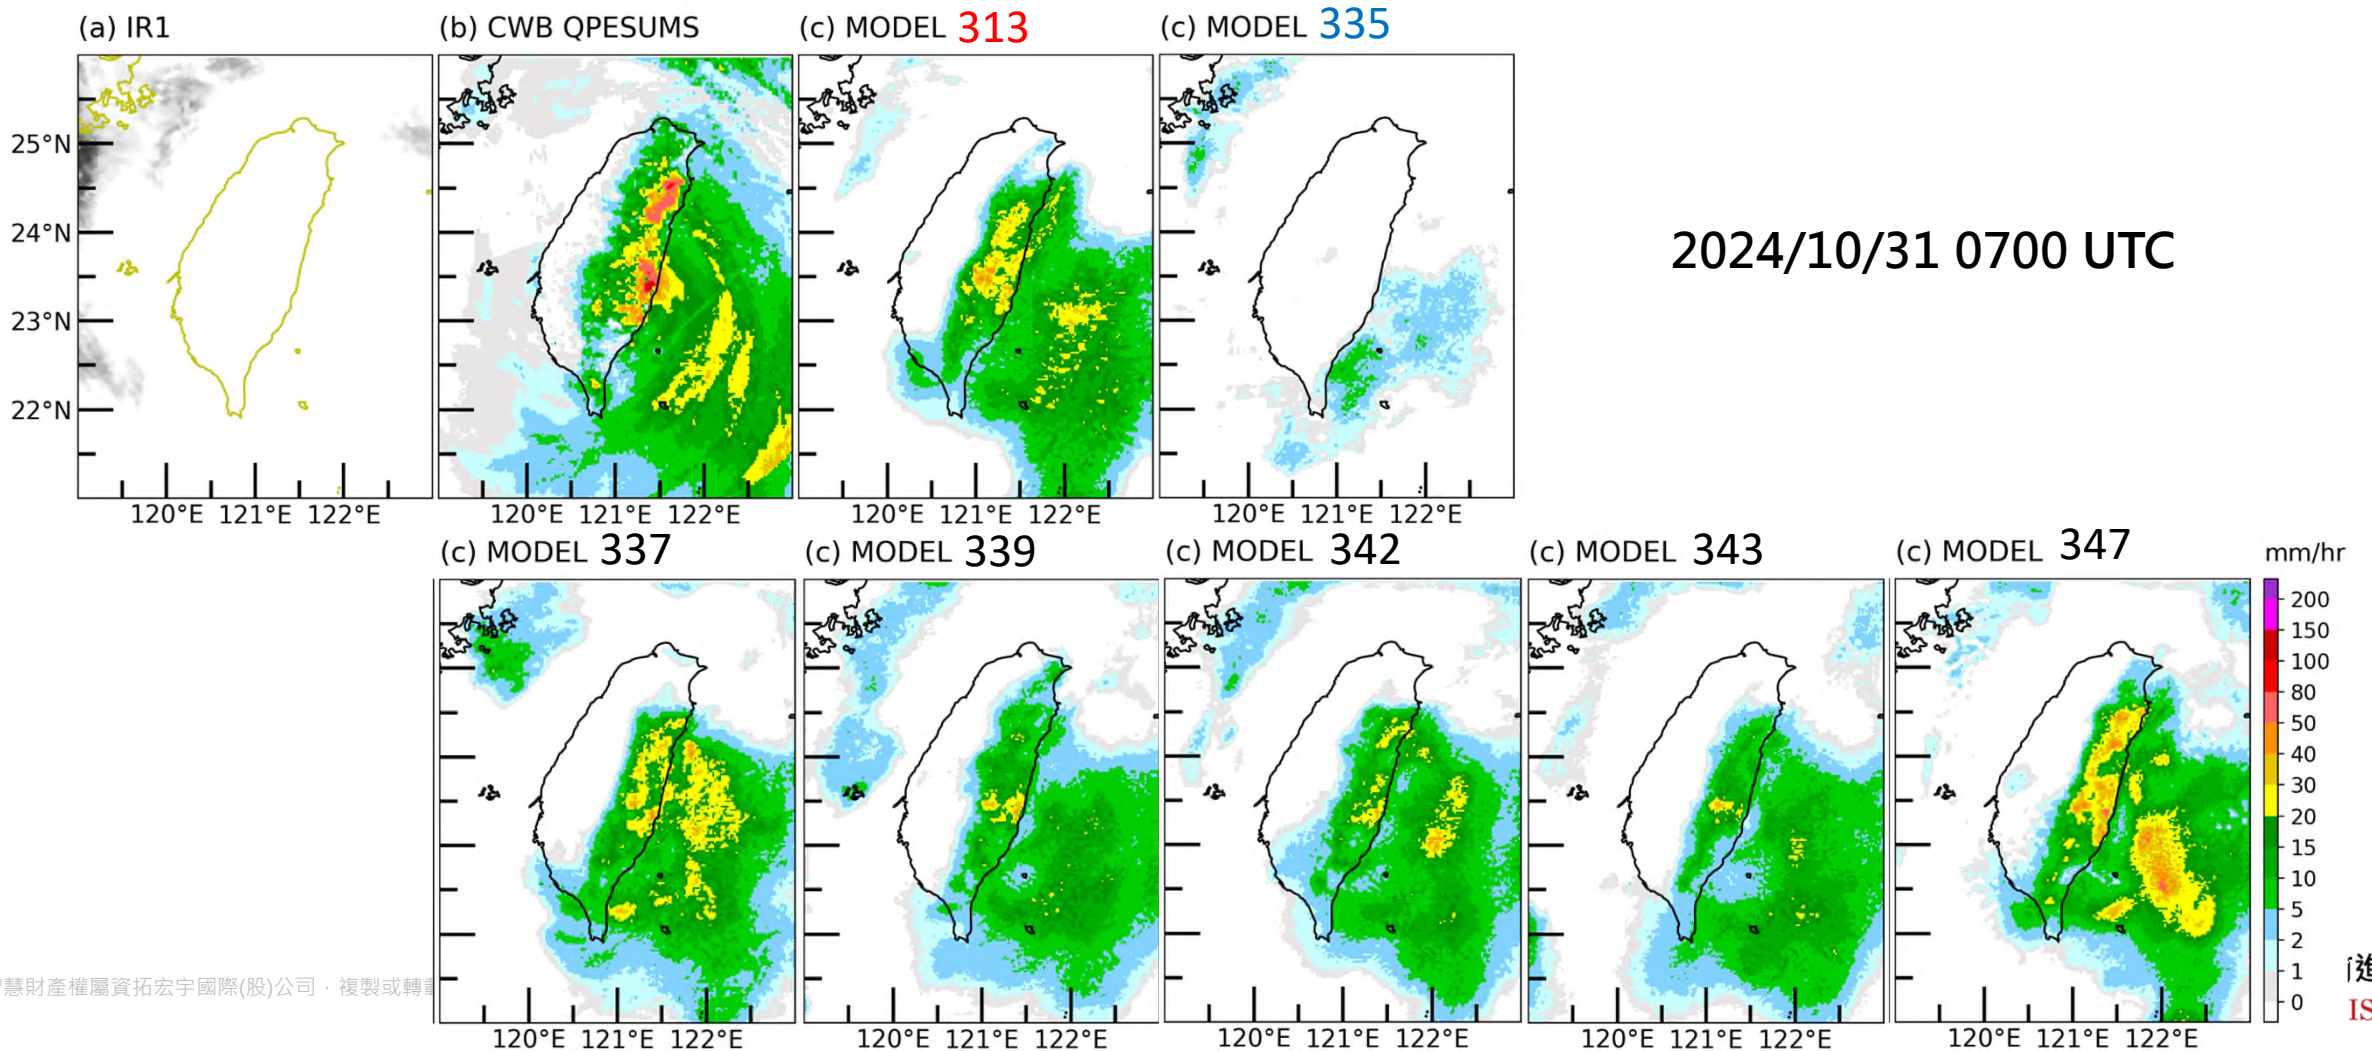 (a) IR1
(b) CWB QPESUMS
(c) MODEL 313
(c) MODEL 335
25°N
24°N
23°N
22°N
120°E 121°E 122°E
120°E 121°E 122°E
120°E 121°E 122°E
120°E 121°E 122°E
2024/10/31 0700 UTC
(c) MODEL 337
(c) MODEL 339
(c) MODEL 342
(c) MODEL 343
(c) MODEL 347
mm/hr
200
150
100
80
50
40
30
20
15
10
5
2
1
0
120°E 121°E 122°E
120°E 121°E 122°E
120°E 121°E 122°E
120°E 121°E 122°E
120°E 121°E 122°E
慧財產權屬資拓宏宇國際(股)公司．複製或轉
進
IS